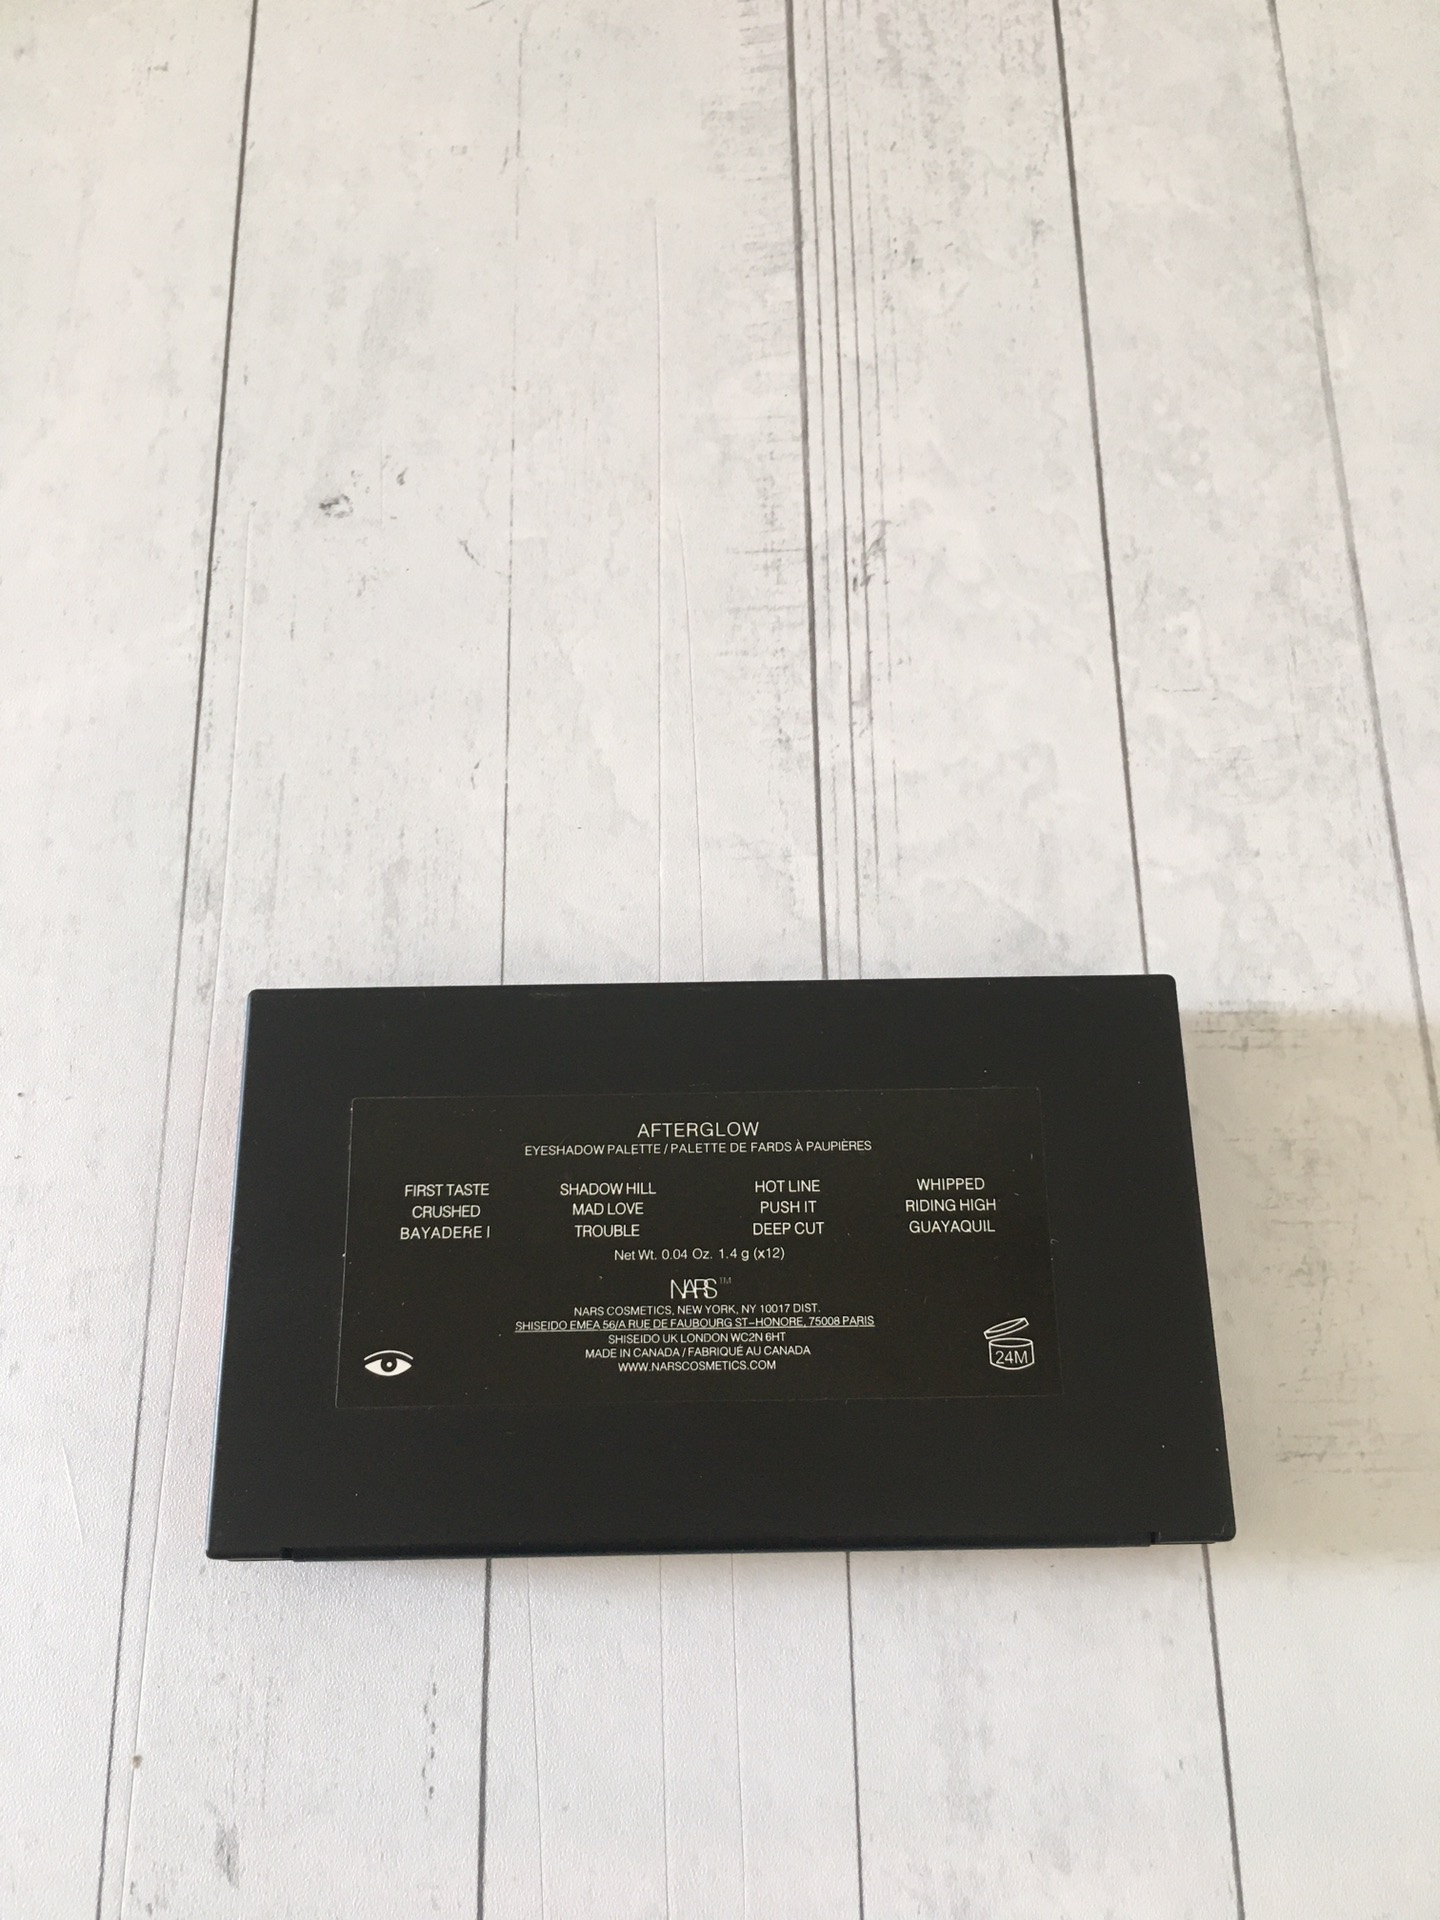 AFTERGLOW
EYESHADOW PALETTE / PALETTE DE FARDS À PAUPIÈRES
FIRST TASTE SHADOW HILL HOT LINE WHIPPED
CRUSHED MAD LOVE PUSH IT RIDING HIGH
BAYADERE I TROUBLE DEEP CUT GUAYAQUIL
Net Wt. 0.04 Oz. 1.4 g (x12)
NARS™
NARS COSMETICS, NEW YORK, NY 10017 DIST.
SHISEIDO EMEA 56/A RUE DE FAUBOURG ST-HONORE, 75008 PARIS
SHISEIDO UK LONDON WC2N 6HT
MADE IN CANADA / FABRIQUÉ AU CANADA
WWW.NARSCOSMETICS.COM
24M